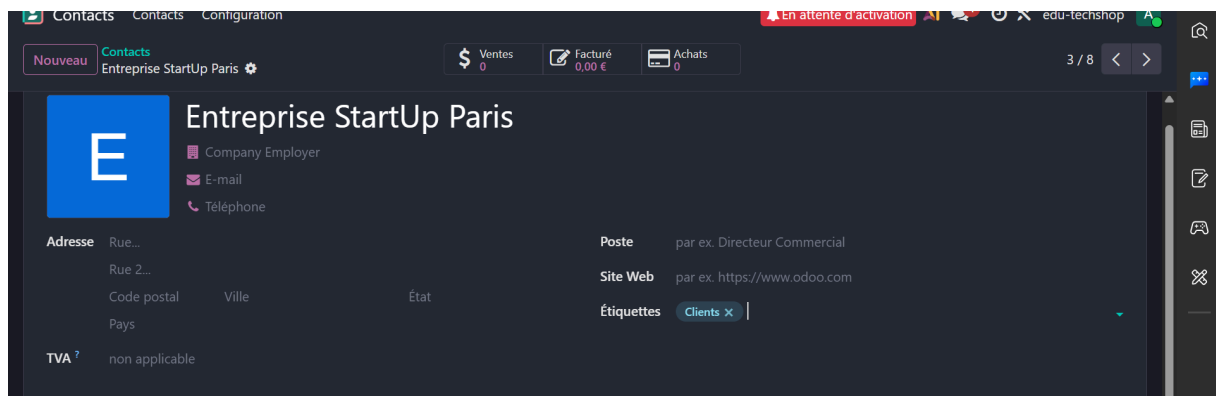 Contacts Contacts Configuration
En attente d'activation
edu-techshop A
Nouveau
Contacts
Entreprise StartUp Paris
Ventes
0
Facturé
0,00 €
Achats
0
3 / 8
E
Entreprise StartUp Paris
Company Employer
E-mail
Téléphone
Adresse Rue...
Rue 2...
Code postal Ville État
Pays
TVA ? non applicable
Poste par ex. Directeur Commercial
Site Web par ex. https://www.odoo.com
Étiquettes Clients ×